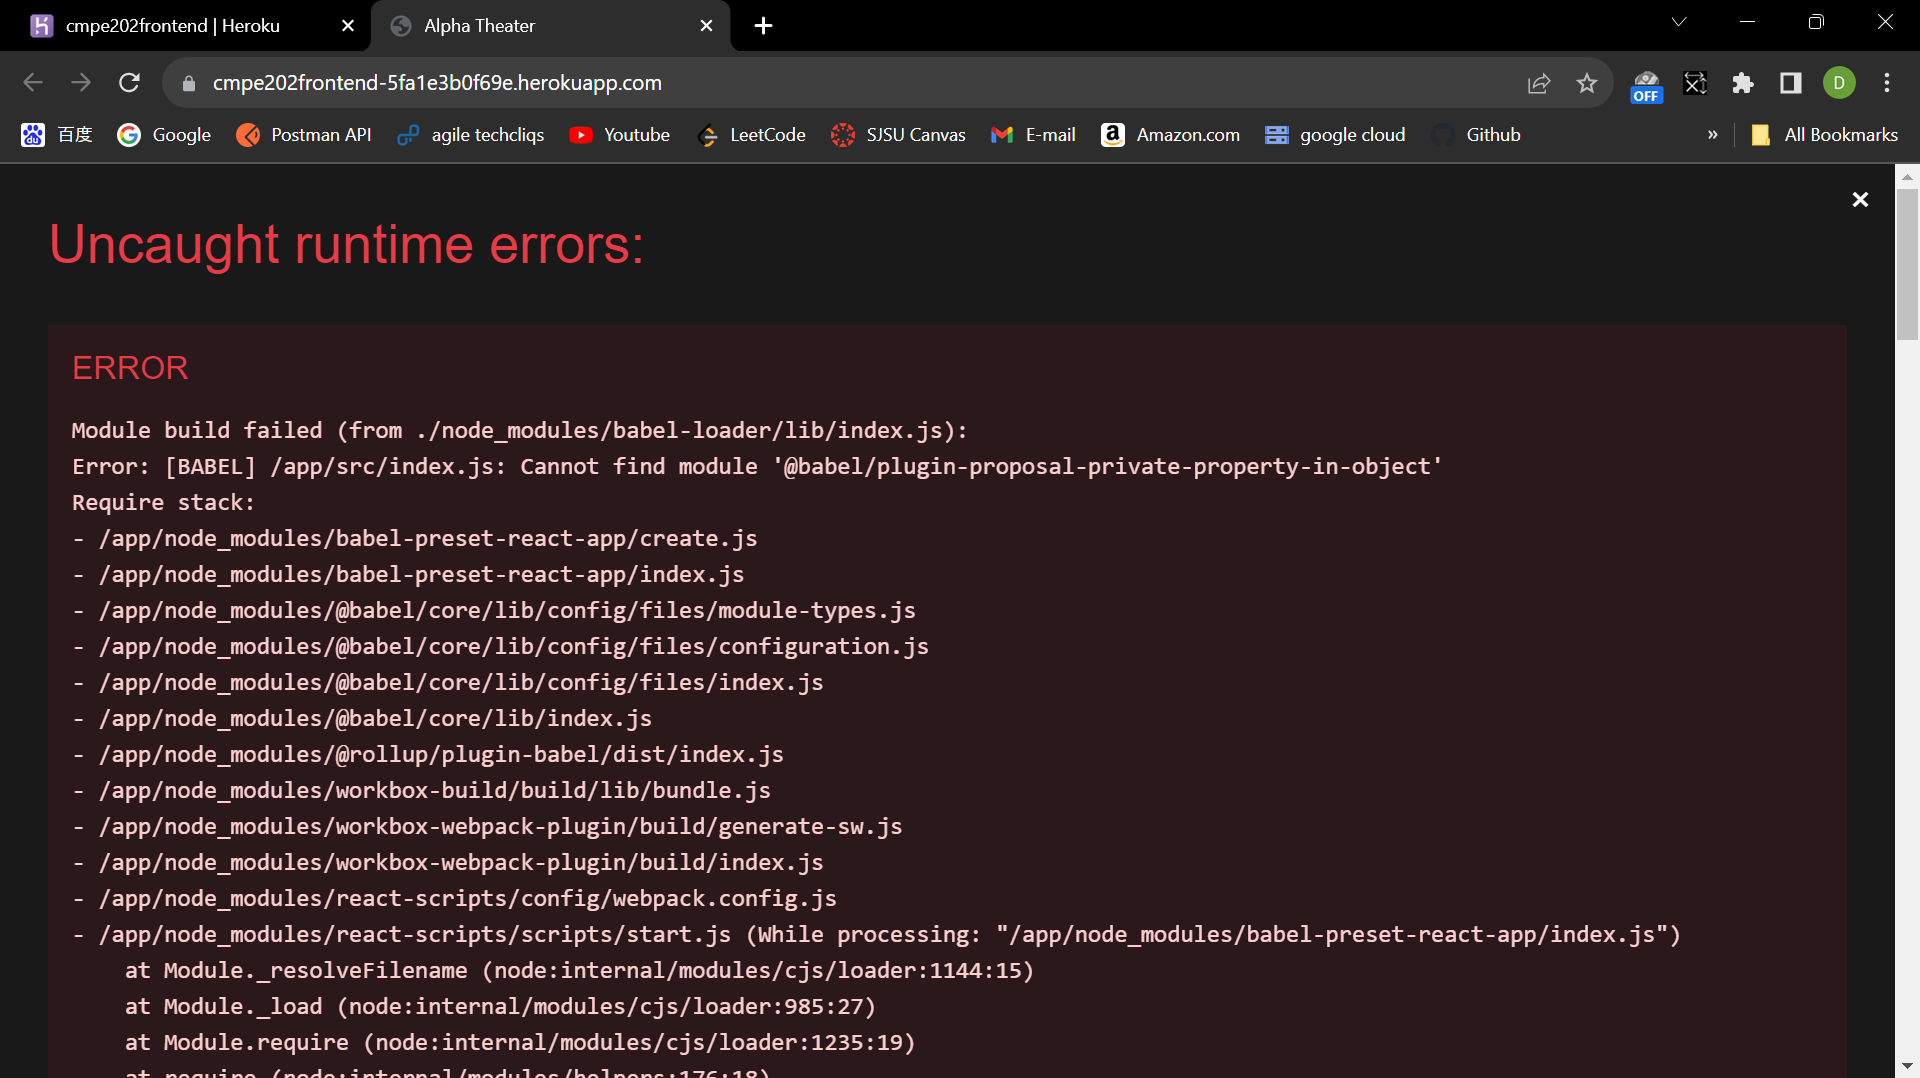 cmpe202frontend | Heroku
Alpha Theater
cmpe202frontend-5fa1e3b0f69e.herokuapp.com
OFF
D
百度
Google
Postman API
agile techcliqs
Youtube
LeetCode
SJSU Canvas
E-mail
Amazon.com
google cloud
Github
»
All Bookmarks
Uncaught runtime errors:
ERROR
Module build failed (from ./node_modules/babel-loader/lib/index.js):
Error: [BABEL] /app/src/index.js: Cannot find module '@babel/plugin-proposal-private-property-in-object'
Require stack:
- /app/node_modules/babel-preset-react-app/create.js
- /app/node_modules/babel-preset-react-app/index.js
- /app/node_modules/@babel/core/lib/config/files/module-types.js
- /app/node_modules/@babel/core/lib/config/files/configuration.js
- /app/node_modules/@babel/core/lib/config/files/index.js
- /app/node_modules/@babel/core/lib/index.js
- /app/node_modules/@rollup/plugin-babel/dist/index.js
- /app/node_modules/workbox-build/build/lib/bundle.js
- /app/node_modules/workbox-webpack-plugin/build/generate-sw.js
- /app/node_modules/workbox-webpack-plugin/build/index.js
- /app/node_modules/react-scripts/config/webpack.config.js
- /app/node_modules/react-scripts/scripts/start.js (While processing: "/app/node_modules/babel-preset-react-app/index.js")
at Module._resolveFilename (node:internal/modules/cjs/loader:1144:15)
at Module._load (node:internal/modules/cjs/loader:985:27)
at Module.require (node:internal/modules/cjs/loader:1235:19)
at require (node:internal/modules/helpers:176:18)